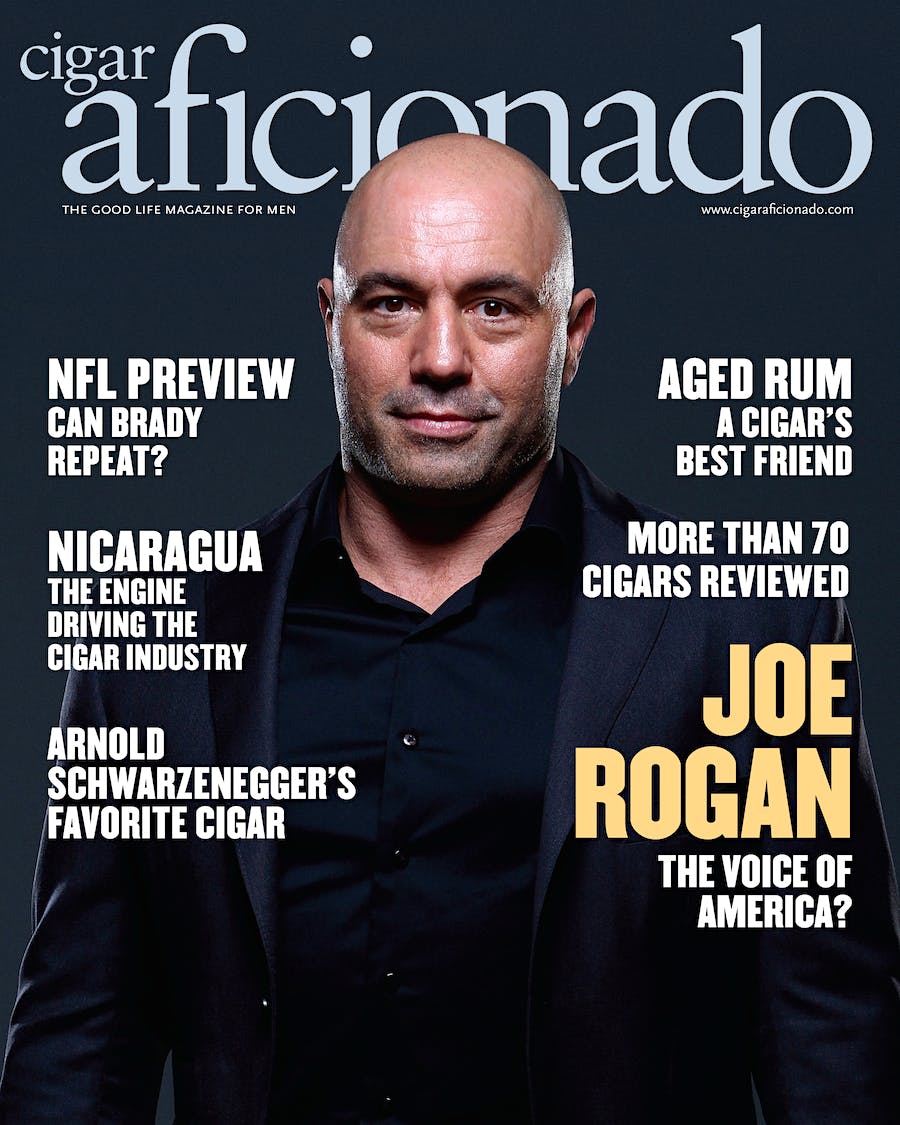 cigar
aficionado
THE GOOD LIFE MAGAZINE FOR MEN
www.cigaraficionado.com
NFL PREVIEW
CAN BRADY
REPEAT?
NICARAGUA
THE ENGINE
DRIVING THE
CIGAR INDUSTRY
ARNOLD
SCHWARZENEGGER'S
FAVORITE CIGAR
AGED RUM
A CIGAR'S
BEST FRIEND
MORE THAN 70
CIGARS REVIEWED
JOE
ROGAN
THE VOICE OF
AMERICA?